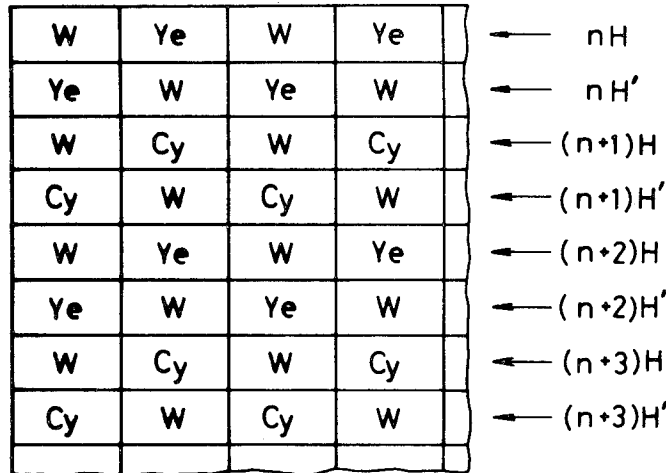 W Ye W Ye nH
Ye W Ye W nH'
W Cy W Cy (n+1)H
Cy W Cy W (n+1)H'
W Ye W Ye (n+2)H
Ye W Ye W (n+2)H'
W Cy W Cy (n+3)H
Cy W Cy W (n+3)H'